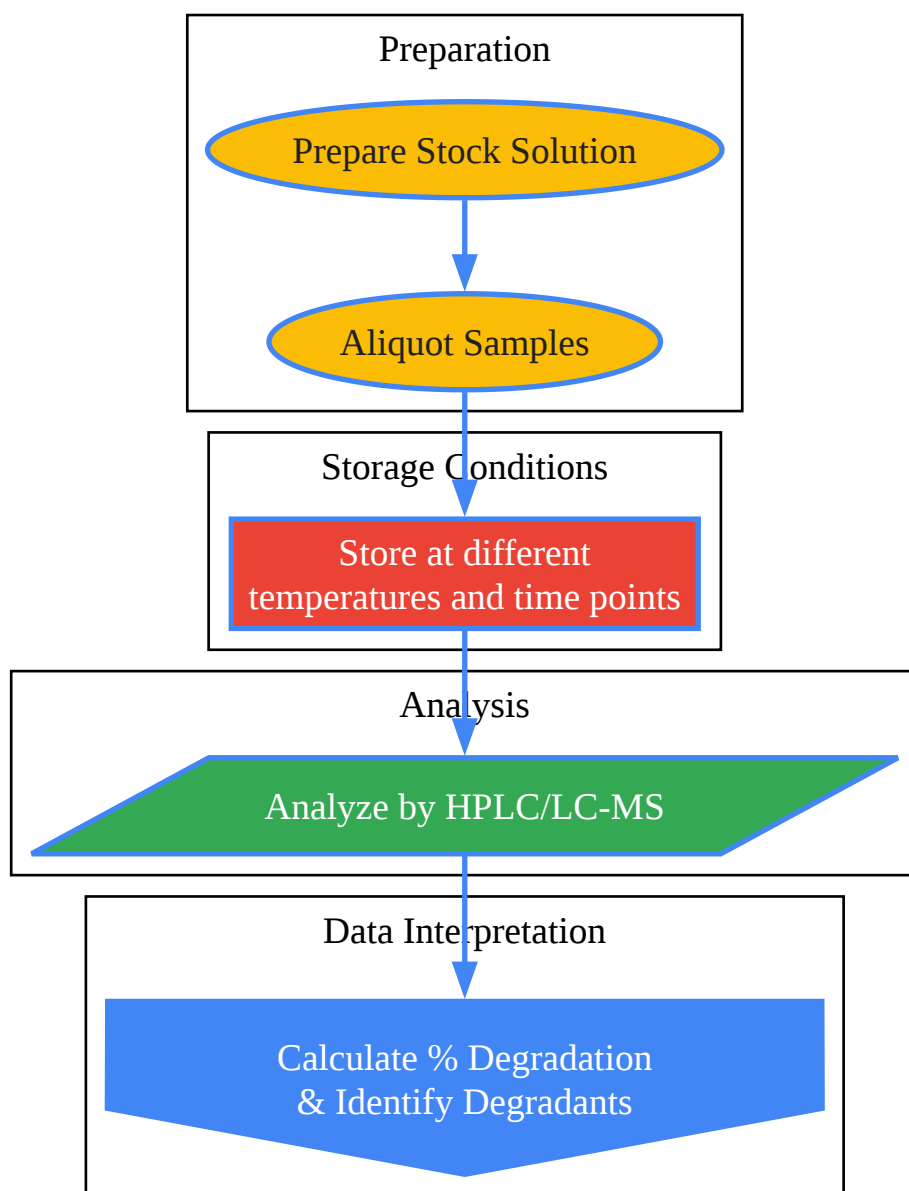 Preparation
Prepare Stock Solution
Aliquot Samples
Storage Conditions
Store at different
temperatures and time points
Analysis
Analyze by HPLC/LC-MS
Data Interpretation
Calculate % Degradation
& Identify Degradants